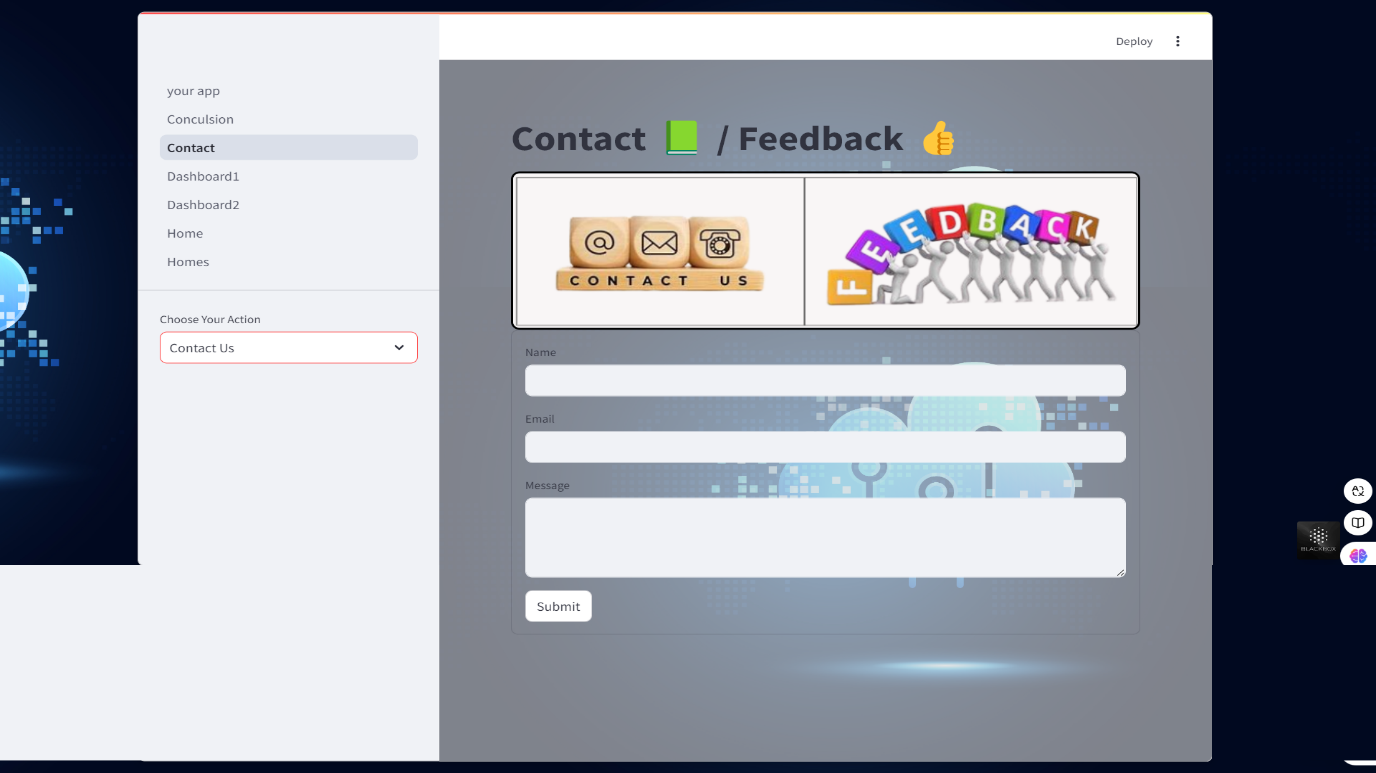 Deploy
your app
Conculsion
Contact
Dashboard1
Dashboard2
Home
Homes
Choose Your Action
Contact Us
Contact 📗 / Feedback 👍
@
CONTACT US
FEEDBACK
Name
Email
Message
Submit
BLACKBOX